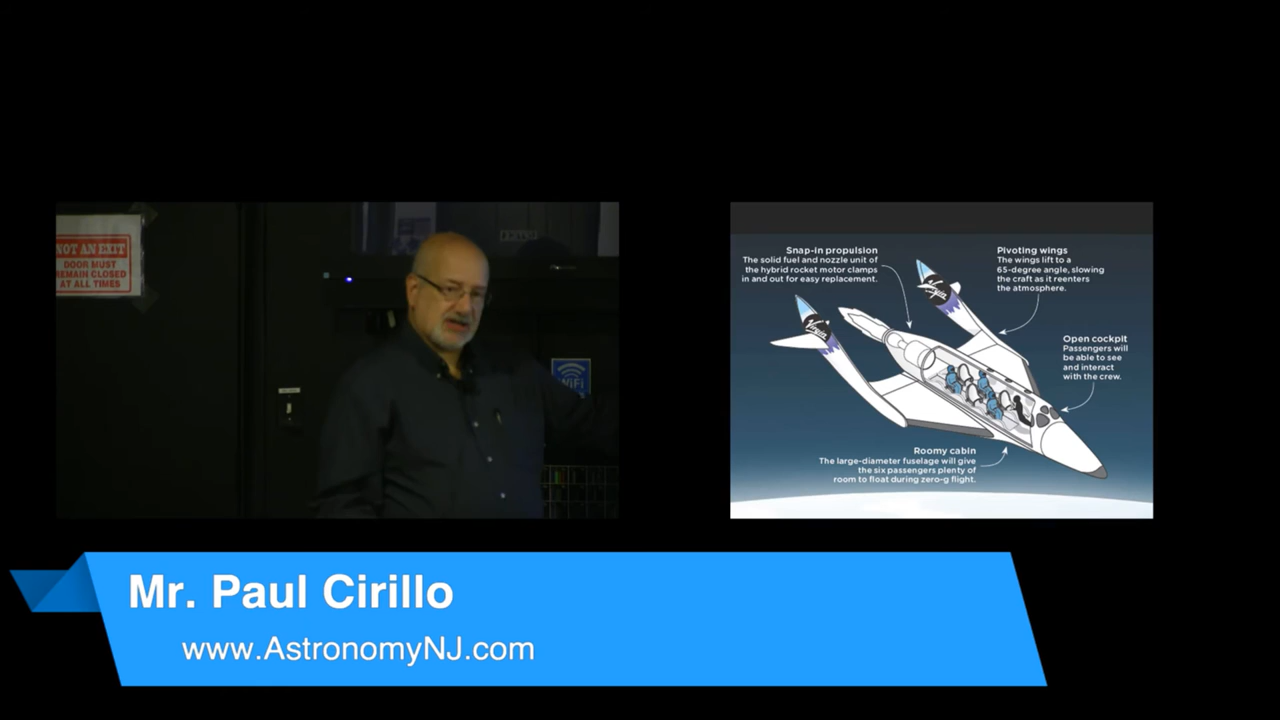 NOT AN EXIT
DOOR MUST
REMAIN CLOSED
AT ALL TIMES
WiFi
Snap-in propulsion
The solid fuel and nozzle unit of
the hybrid rocket motor clamps
in and out for easy replacement.
Pivoting wings
The wings lift to a
65-degree angle, slowing
the craft as it reenters
the atmosphere.
Open cockpit
Passengers will
be able to see
and interact
with the crew.
Virgin
Virgin
Roomy cabin
The large-diameter fuselage will give
the six passengers plenty of
room to float during zero-g flight.
Mr. Paul Cirillo
www.AstronomyNJ.com